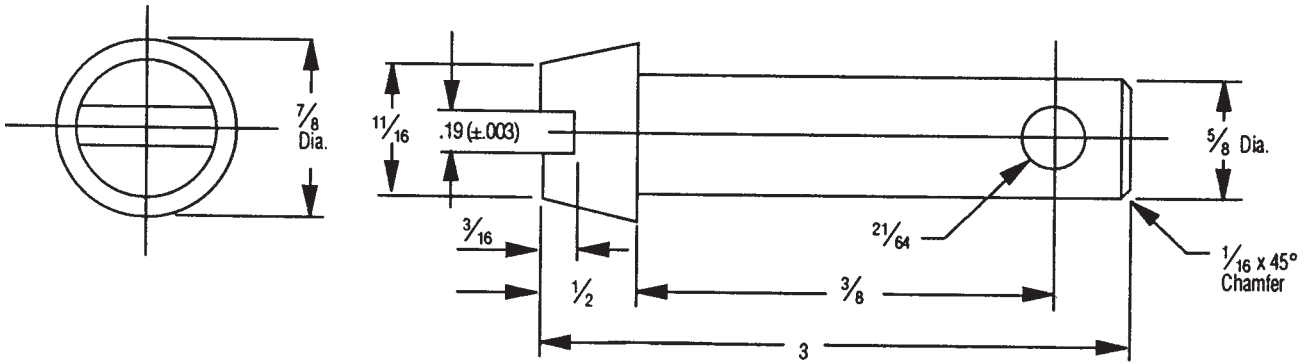 7/8
Dia.
11/16
.19 (±.003)
5/8 Dia.
3/16
21/64
1/16 x 45°
Chamfer
1/2
3/8
3